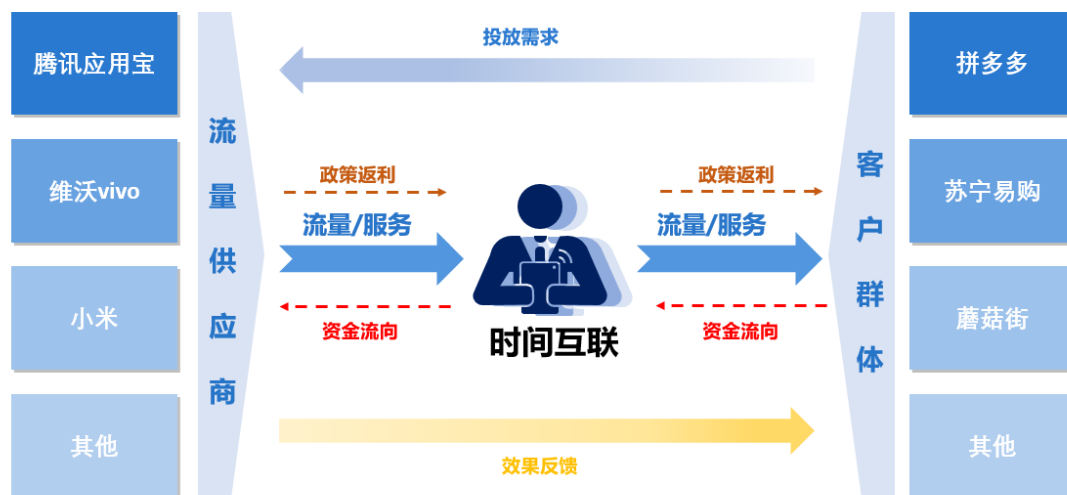 腾讯应用宝
维沃vivo
小米
其他
流量供应商
投放需求
政策返利
流量/服务
资金流向
时间互联
政策返利
流量/服务
资金流向
效果反馈
客户群体
拼多多
苏宁易购
蘑菇街
其他